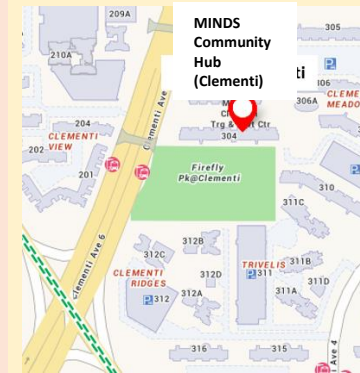 MINDS
Community
Hub
(Clementi)
ti
209A
210A
305
106
306A
CLEME
MEADO
Trg &
Ctr
304
204
CLEMENTI
VIEW
202
201
Clementi Ave
Firefly
Pk@Clementi
310
311C
Clementi Ave 6
312C
312B
CLEMENTI
RIDGES
312D
312
312A
TRIVELIS
311
311B
311A
311D
316
315
i Ave 4